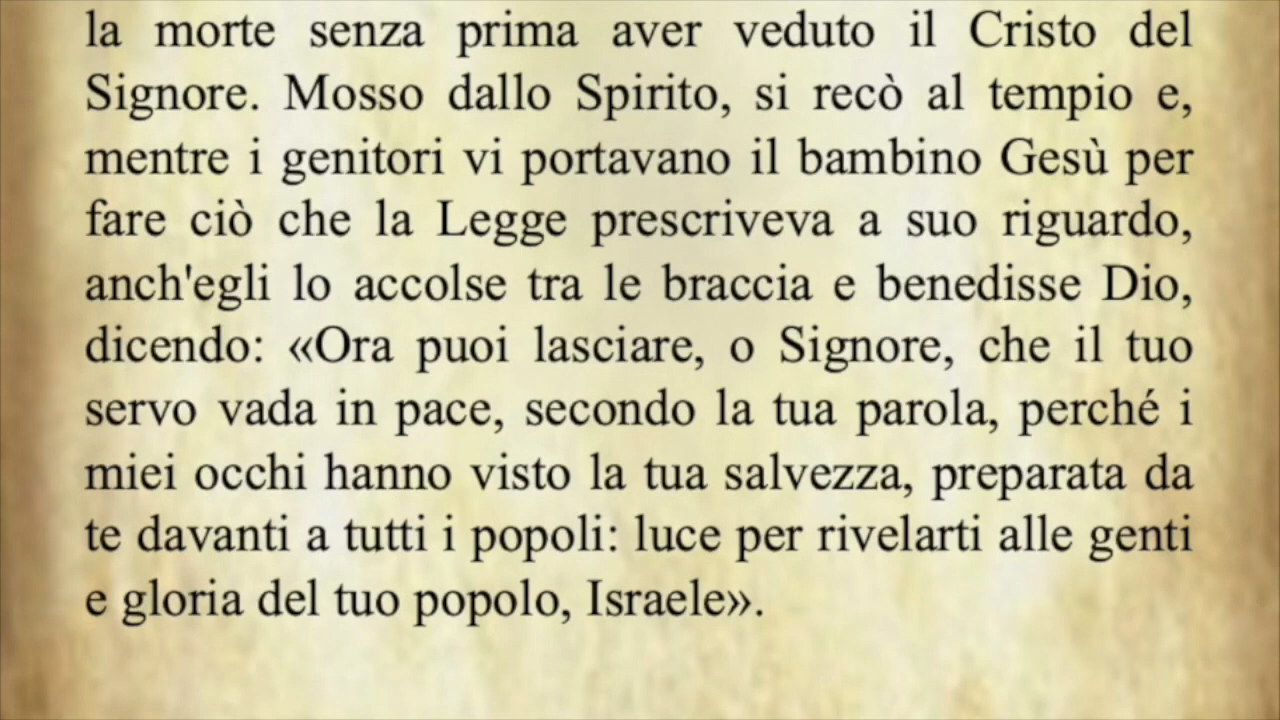 la morte senza prima aver veduto il Cristo del
Signore. Mosso dallo Spirito, si recò al tempio e,
mentre i genitori vi portavano il bambino Gesù per
fare ciò che la Legge prescriveva a suo riguardo,
anch'egli lo accolse tra le braccia e benedisse Dio,
dicendo: «Ora puoi lasciare, o Signore, che il tuo
servo vada in pace, secondo la tua parola, perché i
miei occhi hanno visto la tua salvezza, preparata da
te davanti a tutti i popoli: luce per rivelarti alle genti
e gloria del tuo popolo, Israele».